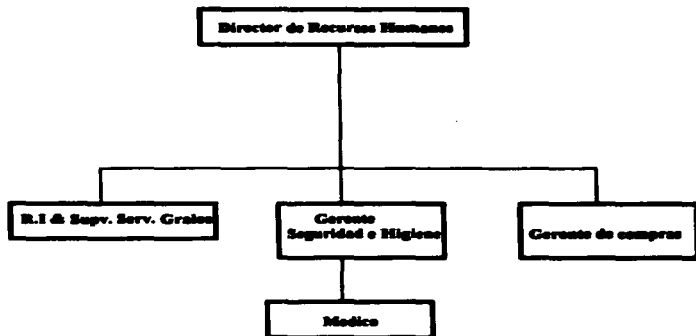 Director de Recursos Humanos
R.I & Supv. Serv. Grales
Gerente
Seguridad e Higiene
Gerente de compras
Medico